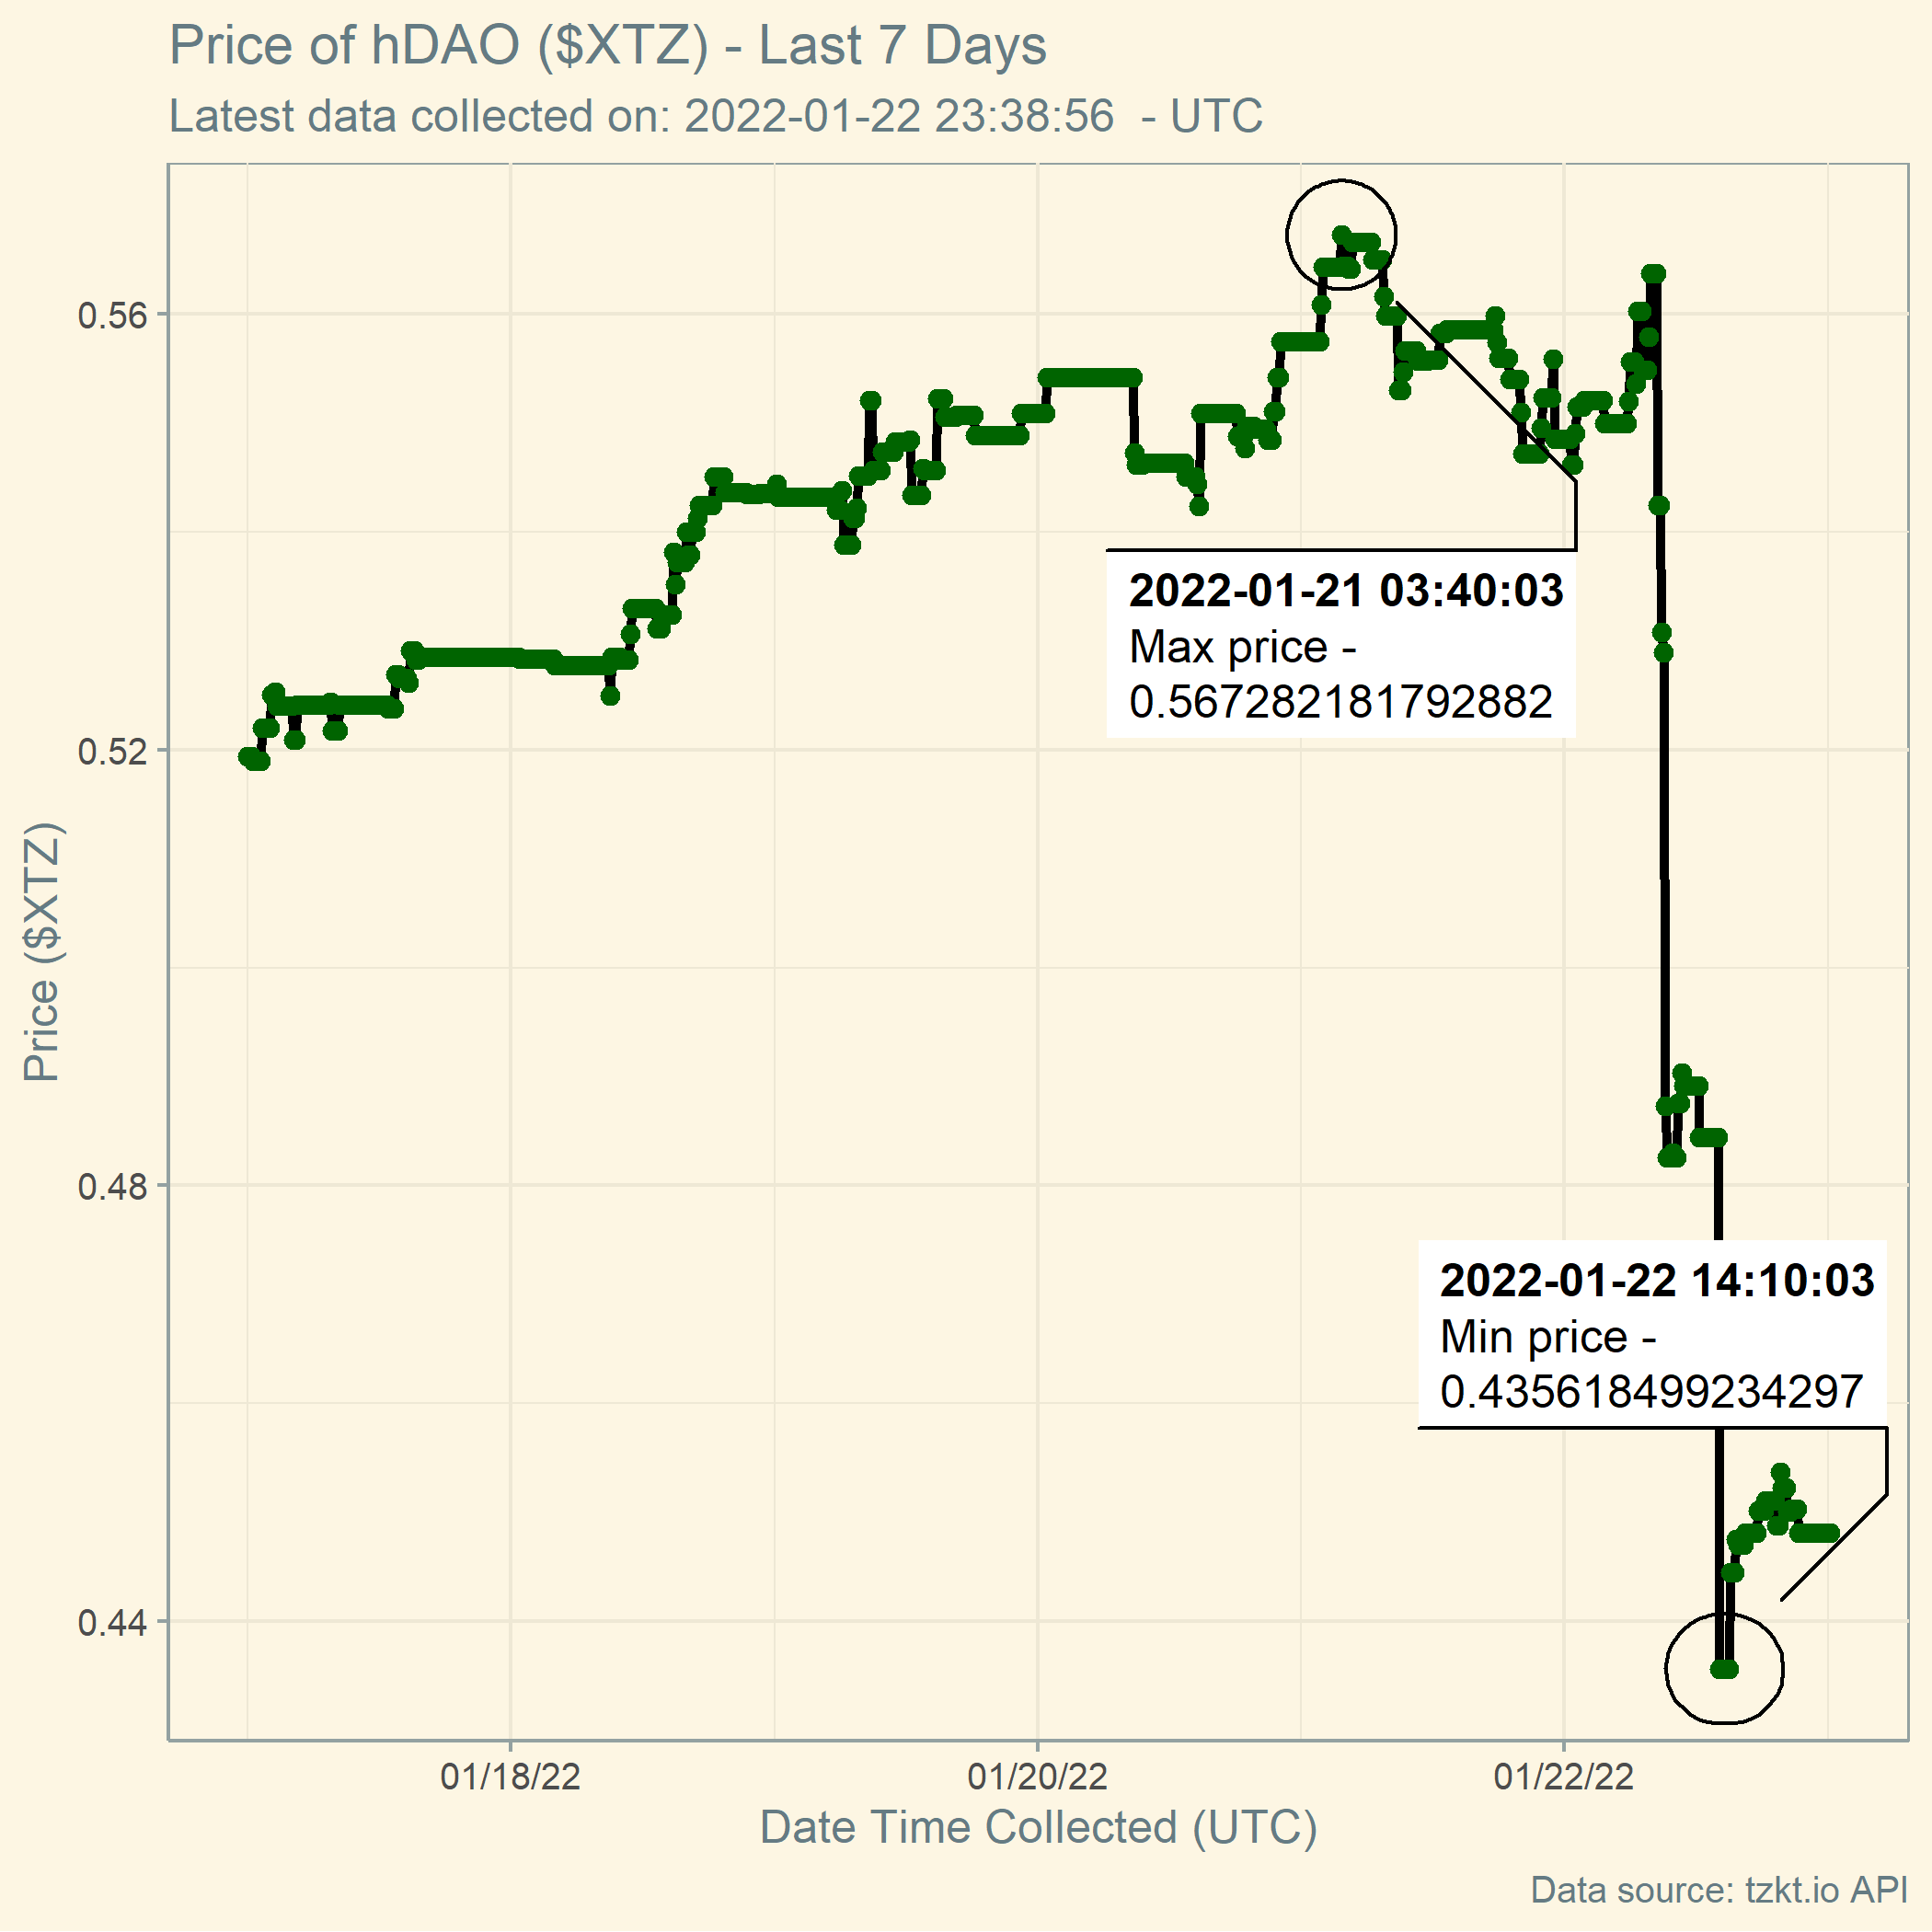 Price of hDAO ($XTZ) - Last 7 Days
Latest data collected on: 2022-01-22 23:38:56  - UTC
Price ($XTZ)
0.56
0.52
0.48
0.44
2022-01-21 03:40:03
Max price -
0.567282181792882
2022-01-22 14:10:03
Min price -
0.435618499234297
01/18/22
01/20/22
01/22/22
Date Time Collected (UTC)
Data source: tzkt.io API